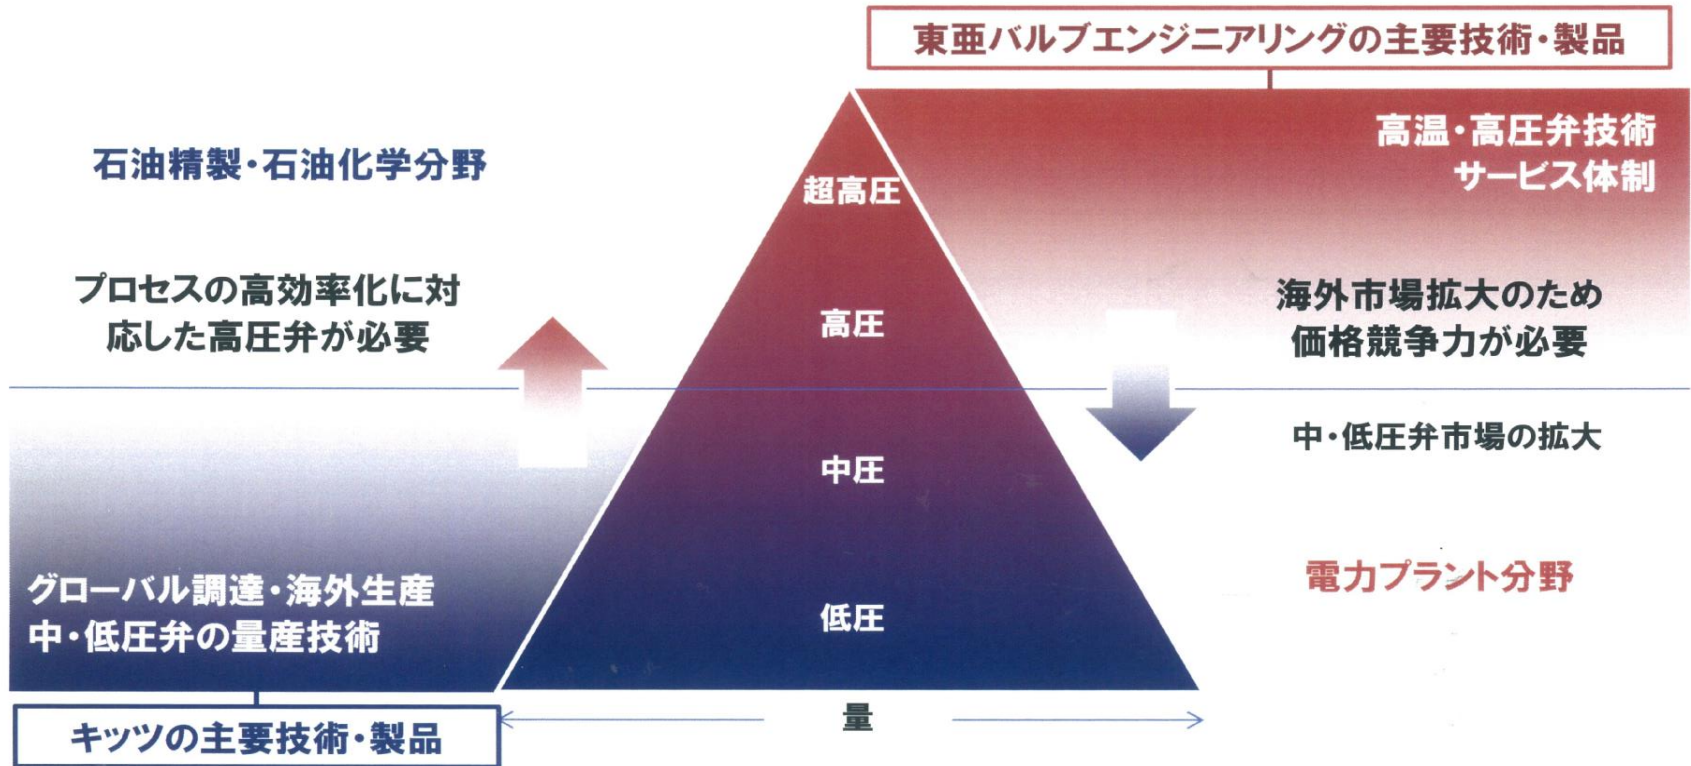 東亜バルブエンジニアリングの主要技術・製品
高温・高圧弁技術
サービス体制
石油精製・石油化学分野
超高圧
プロセスの高効率化に対
応した高圧弁が必要
高圧
海外市場拡大のため
価格競争力が必要
中・低圧弁市場の拡大
中圧
グローバル調達・海外生産
中・低圧弁の量産技術
低圧
電力プラント分野
キッツの主要技術・製品
量